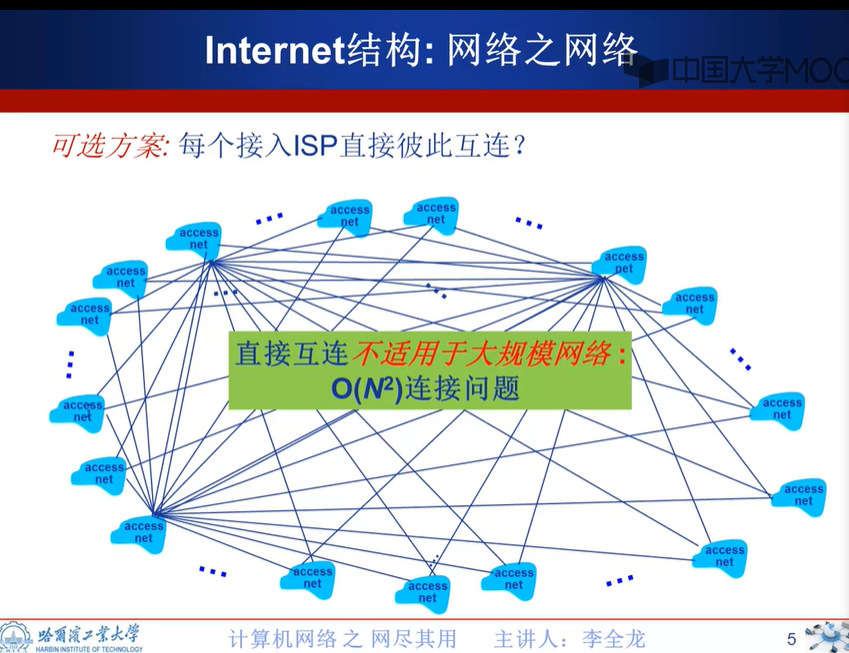 Internet结构: 网络之网络
中国大学MOO
可选方案: 每个接入ISP直接彼此互连？
access
net
access
net
access
net
access
net
access
net
access
net
access
net
access
net
直接互连不适用于大规模网络：
O(N²)连接问题
access
net
access
net
access
net
access
net
access
net
access
net
access
net
access
net
哈尔滨工业大学
HARBIN INSTITUTE OF TECHNOLOGY
计算机网络 之 网尽其用 主讲人：李全龙
5